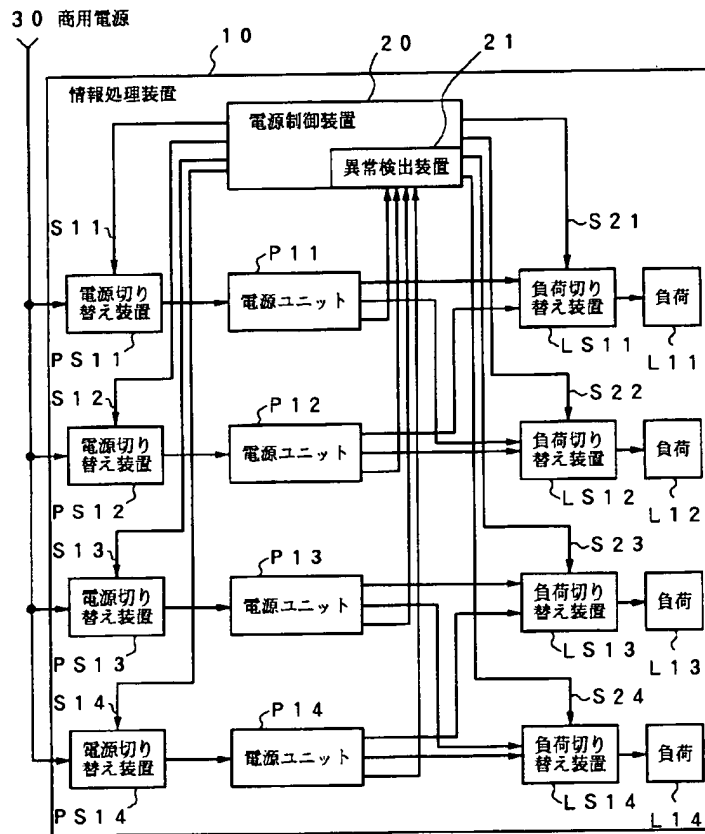 30 商用電源
10
20
21
情報処理装置
電源制御装置
異常検出装置
S11
P11
S21
電源切り
替え装置
電源ユニット
負荷切り
替え装置
負荷
PS11
LS11
L11
S12
P12
S22
電源切り
替え装置
電源ユニット
負荷切り
替え装置
負荷
PS12
LS12
L12
S13
P13
S23
電源切り
替え装置
電源ユニット
負荷切り
替え装置
負荷
PS13
LS13
L13
S14
P14
S24
電源切り
替え装置
電源ユニット
負荷切り
替え装置
負荷
PS14
LS14
L14